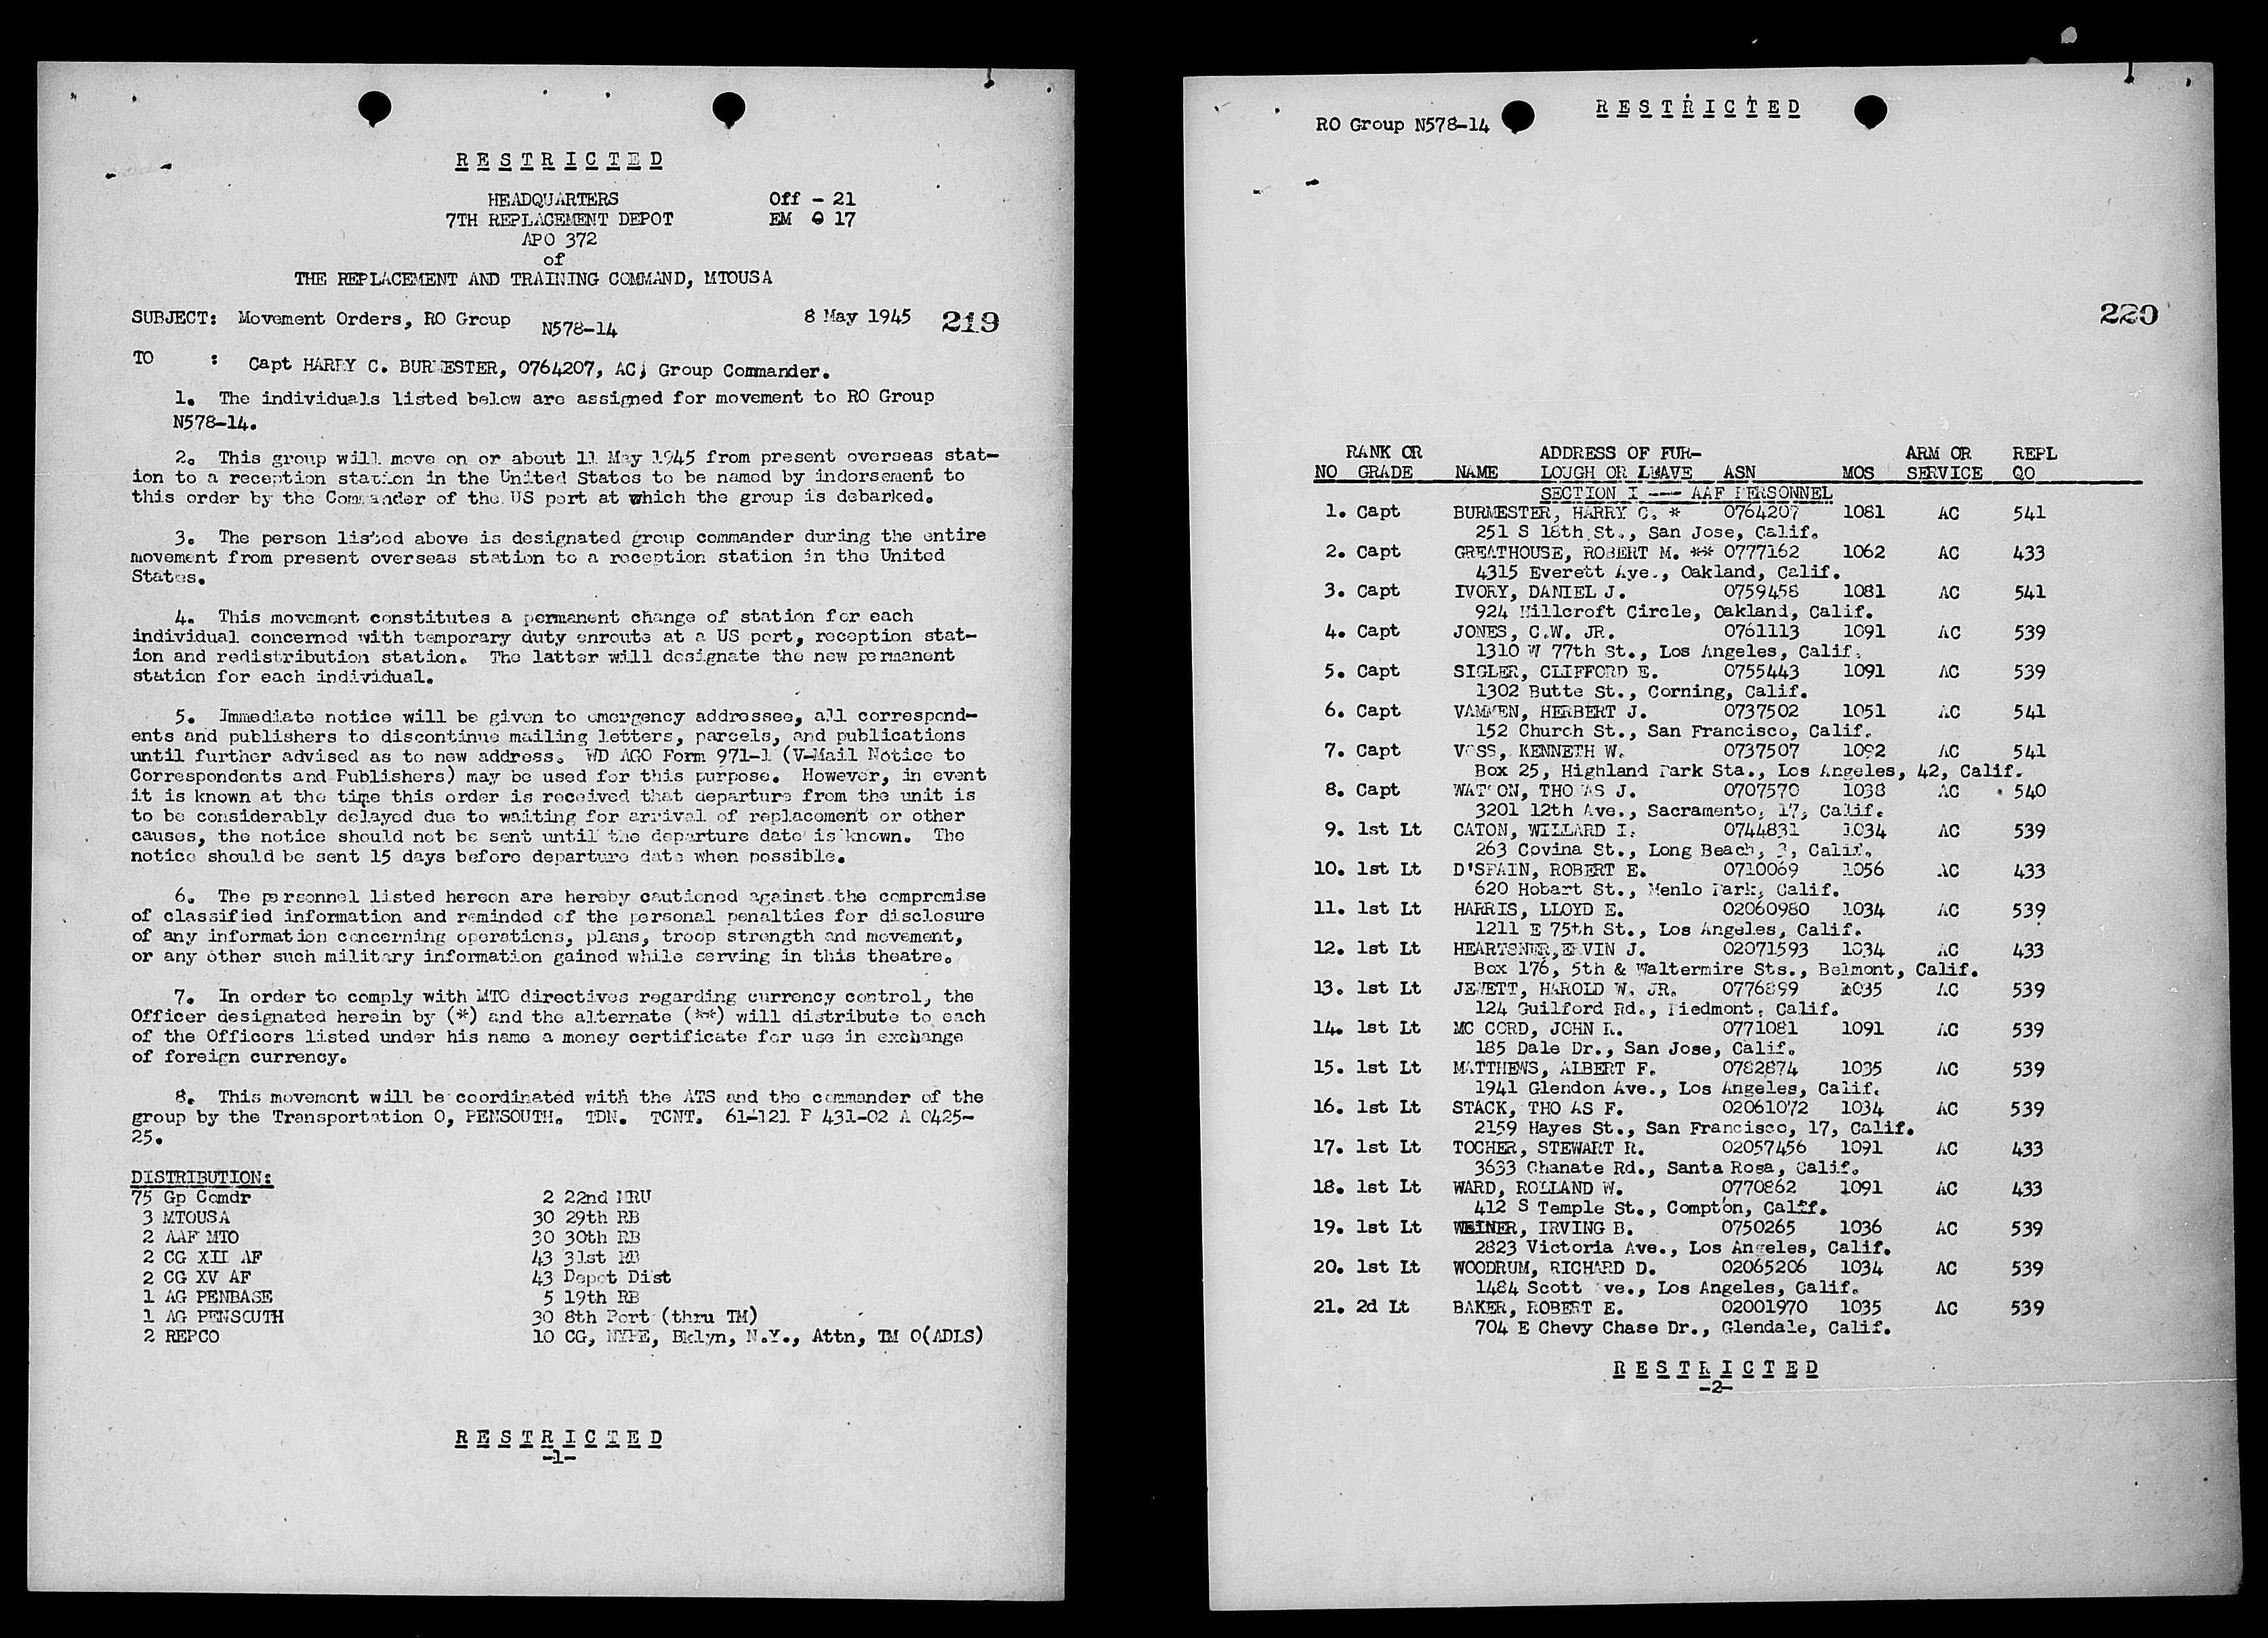 R E S T R I C T E D
HEADQUARTERS Off - 21
7TH REPLACEMENT DEPOT EM 0 17
APO 372
of
THE REPLACEMENT AND TRAINING COMMAND, MTOUSA
SUBJECT: Movement Orders, RO Group N578-14 8 May 1945 219
TO : Capt HARRY C. BURMESTER, O764207, AC, Group Commander.
1. The individuals listed below are assigned for movement to RO Group
N578-14.
2. This group will move on or about 11 May 1945 from present overseas stat-
ion to a reception station in the United States to be named by indorsement to
this order by the Commander of the US port at which the group is debarked.
3. The person listed above is designated group commander during the entire
movement from present overseas station to a reception station in the United
States.
4. This movement constitutes a permanent change of station for each
individual concerned with temporary duty enroute at a US port, reception stat-
ion and redistribution station. The latter will designate the new permanent
station for each individual.
5. Immediate notice will be given to emergency addressee, all correspond-
ents and publishers to discontinue mailing letters, parcels, and publications
until further advised as to new address. WD AGO Form 971-1 (V-Mail Notice to
Correspondents and Publishers) may be used for this purpose. However, in event
it is known at the time this order is received that departure from the unit is
to be considerably delayed due to waiting for arrival of replacement or other
causes, the notice should not be sent until the departure date is known. The
notice should be sent 15 days before departure date when possible.
6. The personnel listed hereon are hereby cautioned against the compromise
of classified information and reminded of the personal penalties for disclosure
of any information concerning operations, plans, troop strength and movement,
or any other such military information gained while serving in this theatre.
7. In order to comply with MTO directives regarding currency control, the
Officer designated herein by (*) and the alternate (**) will distribute to each
of the Officers listed under his name a money certificate for use in exchange
of foreign currency.
8. This movement will be coordinated with the ATS and the commander of the
group by the Transportation O, PENSOUTH. TDN. TCNT. 61-121 P 431-02 A 0425-
25.
DISTRIBUTION:
75 Gp Comdr 2 22nd MRU
3 MTOUSA 30 29th RB
2 AAF MTO 30 30th RB
2 CG XII AF 43 31st RB
2 CG XV AF 43 Depot Dist
1 AG PENBASE 5 19th RB
1 AG PENSOUTH 30 8th Port (thru TM)
2 REPCO 10 CG, NYPE, Bklyn, N.Y., Attn, TM O(ADLS)
R E S T R I C T E D
-1-
RO Group N578-14 R E S T R I C T E D
220
RANK OR ADDRESS OF FUR- ARM OR REPL
NO GRADE NAME LOUGH OR LEAVE ASN MOS SERVICE QO
SECTION I --- AAF PERSONNEL
1. Capt BURMESTER, HARRY C. * 0764207 1081 AC 541
251 S 18th St., San Jose, Calif.
2. Capt GREATHOUSE, ROBERT M. ** 0777162 1062 AC 433
4315 Everett Ave., Oakland, Calif.
3. Capt IVORY, DANIEL J. 0759458 1081 AC 541
924 Hillcroft Circle, Oakland, Calif.
4. Capt JONES, C.W. JR. 0761113 1091 AC 539
1310 W 77th St., Los Angeles, Calif.
5. Capt SIGLER, CLIFFORD E. 0755443 1091 AC 539
1302 Butte St., Corning, Calif.
6. Capt VAMMEN, HERBERT J. 0737502 1051 AC 541
152 Church St., San Francisco, Calif.
7. Capt VOSS, KENNETH W. 0737507 1092 AC 541
Box 25, Highland Park Sta., Los Angeles, 42, Calif.
8. Capt WATSON, THOMAS J. 0707570 1038 AC 540
3201 12th Ave., Sacramento, 17, Calif.
9. 1st Lt CATON, WILLARD I. 0744831 1034 AC 539
263 Covina St., Long Beach, 3, Calif.
10. 1st Lt D'SPAIN, ROBERT E. 0710069 1056 AC 433
620 Hobart St., Menlo Park, Calif.
11. 1st Lt HARRIS, LLOYD E. 02060980 1034 AC 539
1211 E 75th St., Los Angeles, Calif.
12. 1st Lt HEARTSNER, ERVIN J. 02071593 1034 AC 433
Box 176, 5th & Waltermire Sts., Belmont, Calif.
13. 1st Lt JEWETT, HAROLD W. JR. 0776899 1035 AC 539
124 Guilford Rd., Piedmont, Calif.
14. 1st Lt MC CORD, JOHN R. 0771081 1091 AC 539
185 Dale Dr., San Jose, Calif.
15. 1st Lt MATTHEWS, ALBERT F. 0782874 1035 AC 539
1941 Glendon Ave., Los Angeles, Calif.
16. 1st Lt STACK, THOMAS F. 02061072 1034 AC 539
2159 Hayes St., San Francisco, 17, Calif.
17. 1st Lt TOCHER, STEWART R. 02057456 1091 AC 433
3633 Chanate Rd., Santa Rosa, Calif.
18. 1st Lt WARD, ROLLAND W. 0770862 1091 AC 433
412 S Temple St., Compton, Calif.
19. 1st Lt WEINER, IRVING B. 0750265 1036 AC 539
2823 Victoria Ave., Los Angeles, Calif.
20. 1st Lt WOODRUM, RICHARD D. 02065206 1034 AC 539
1484 Scott Ave., Los Angeles, Calif.
21. 2d Lt BAKER, ROBERT E. 02001970 1035 AC 539
704 E Chevy Chase Dr., Glendale, Calif.
R E S T R I C T E D
-2-